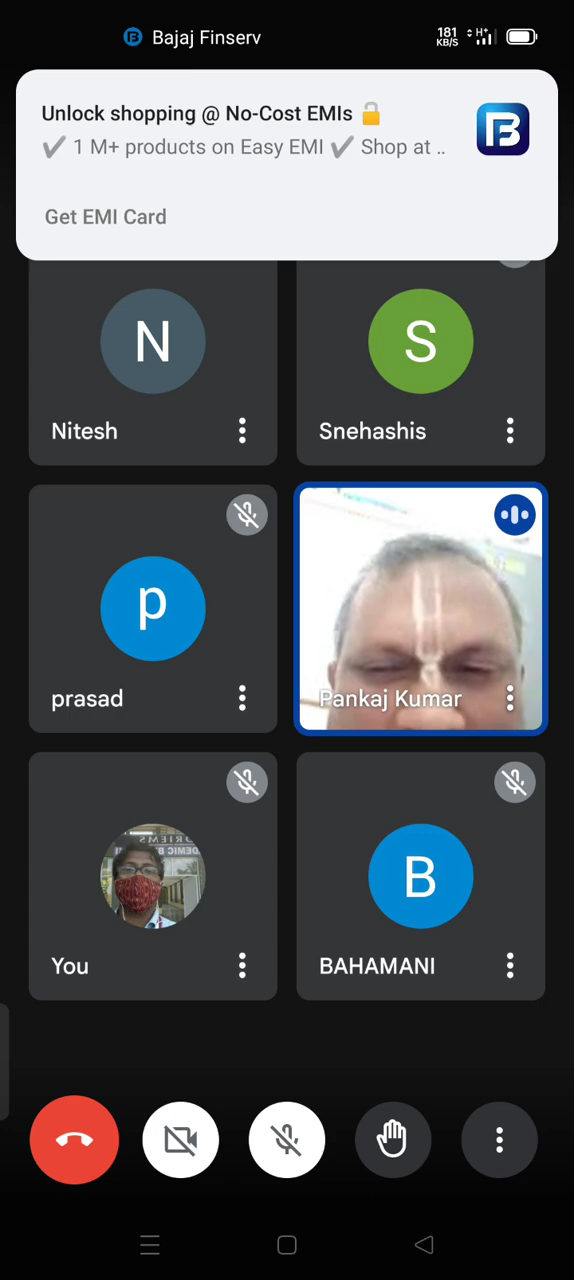 Bajaj Finserv
181
KB/S
H+
Unlock shopping @ No-Cost EMIs 🔓
✔ 1 M+ products on Easy EMI ✔ Shop at ..
Get EMI Card
N
S
Nitesh
Snehashis
p
prasad
Pankaj Kumar
B
You
BAHAMANI